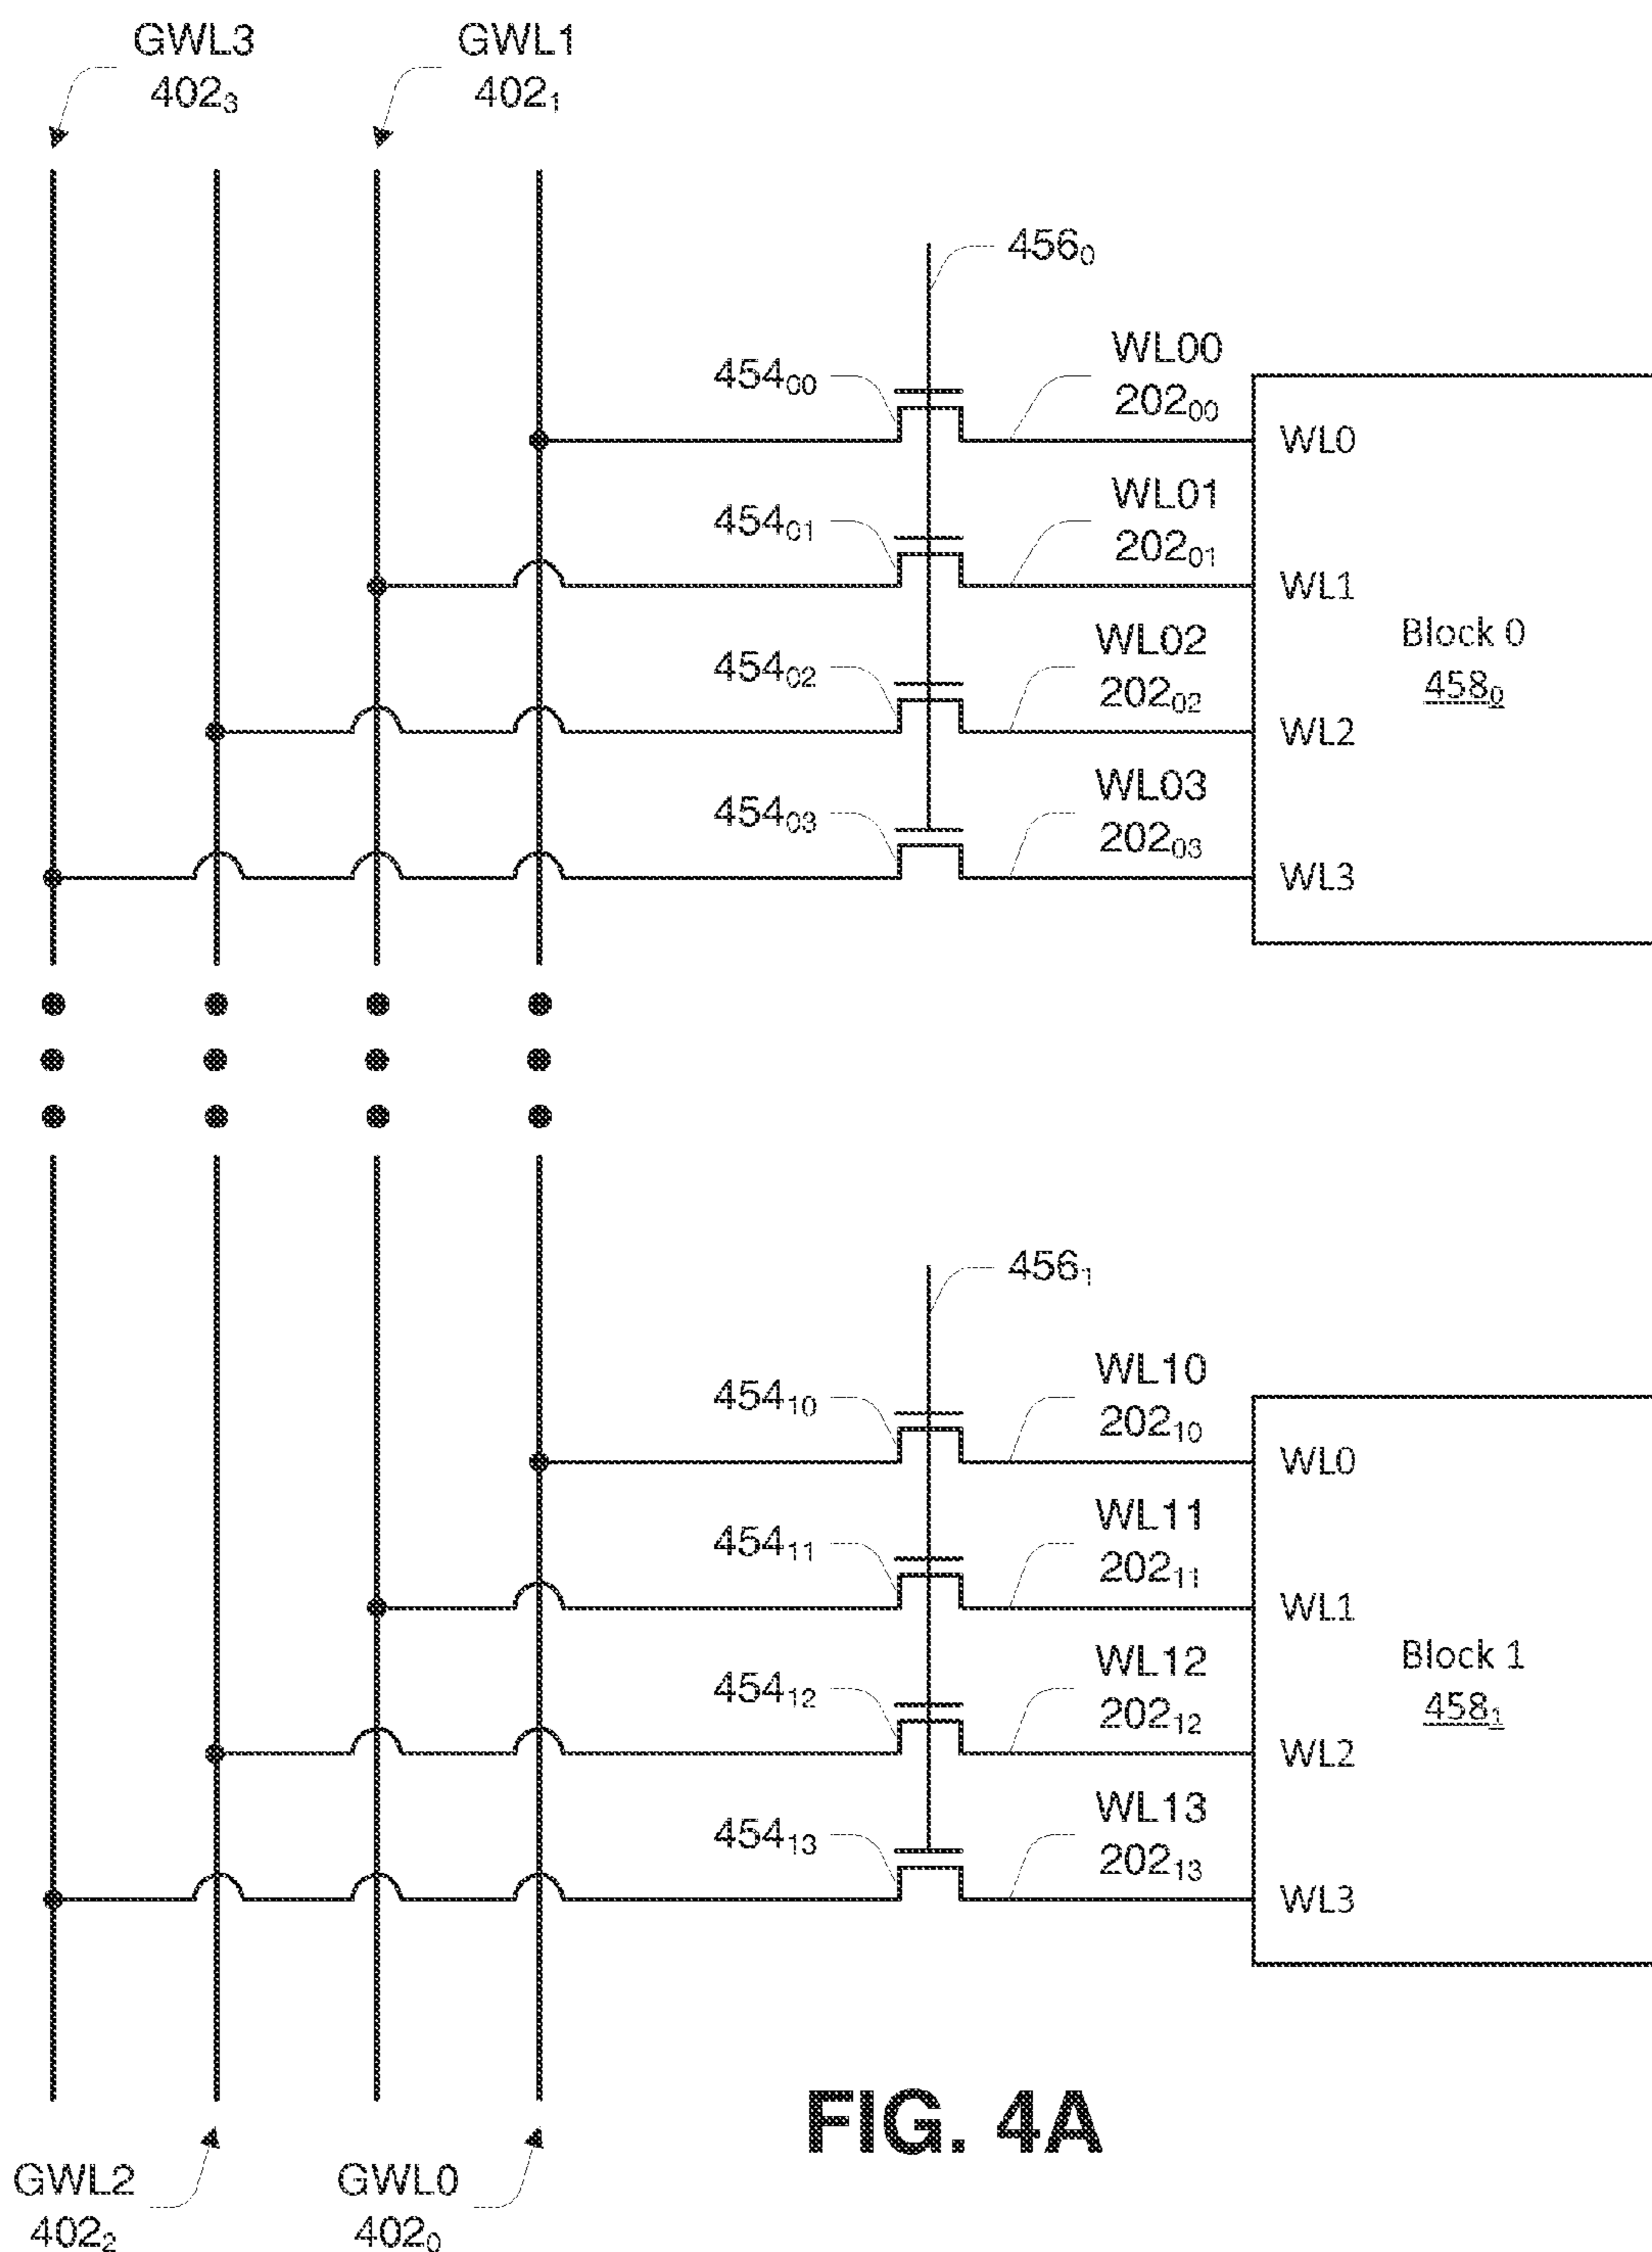 GWL3
402₃
GWL1
402₁
456₀
454₀₀
WL00
202₀₀
WL0
454₀₁
WL01
202₀₁
WL1
Block 0
458₀
454₀₂
WL02
202₀₂
WL2
454₀₃
WL03
202₀₃
WL3
456₁
454₁₀
WL10
202₁₀
WL0
454₁₁
WL11
202₁₁
WL1
Block 1
458₁
454₁₂
WL12
202₁₂
WL2
454₁₃
WL13
202₁₃
WL3
GWL2
402₂
GWL0
402₀
FIG. 4A